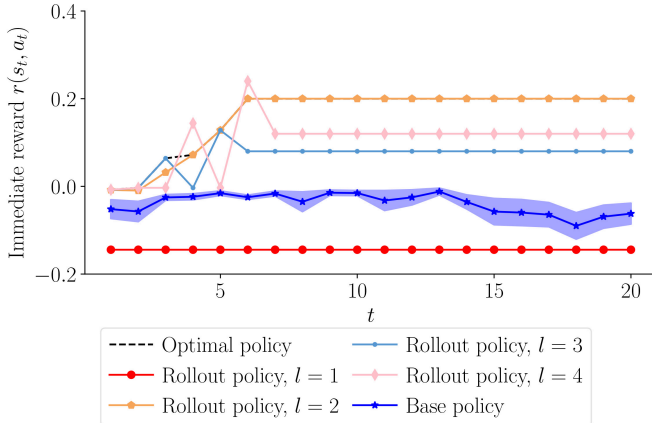 0.4
0.2
0.0
−0.2
Immediate reward r(s_t, a_t)
5
10
15
20
t
Optimal policy
Rollout policy, l = 1
Rollout policy, l = 2
Rollout policy, l = 3
Rollout policy, l = 4
Base policy